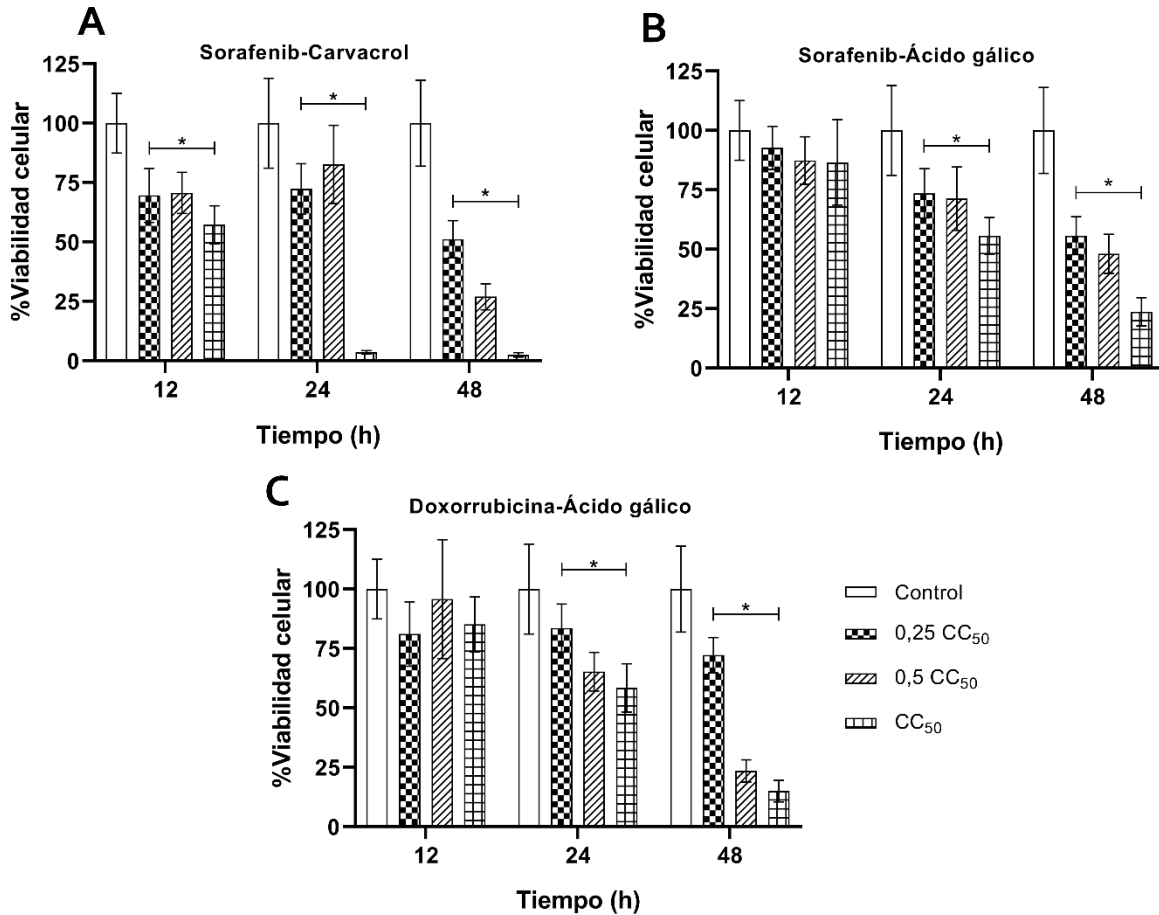 A
Sorafenib-Carvacrol
%Viabilidad celular
125
100
75
50
25
0
*
*
*
12 24 48
Tiempo (h)
B
Sorafenib-Ácido gálico
%Viabilidad celular
125
100
75
50
25
0
*
*
12 24 48
Tiempo (h)
C
Doxorrubicina-Ácido gálico
%Viabilidad celular
125
100
75
50
25
0
*
*
12 24 48
Tiempo (h)
Control
0,25 CC50
0,5 CC50
CC50